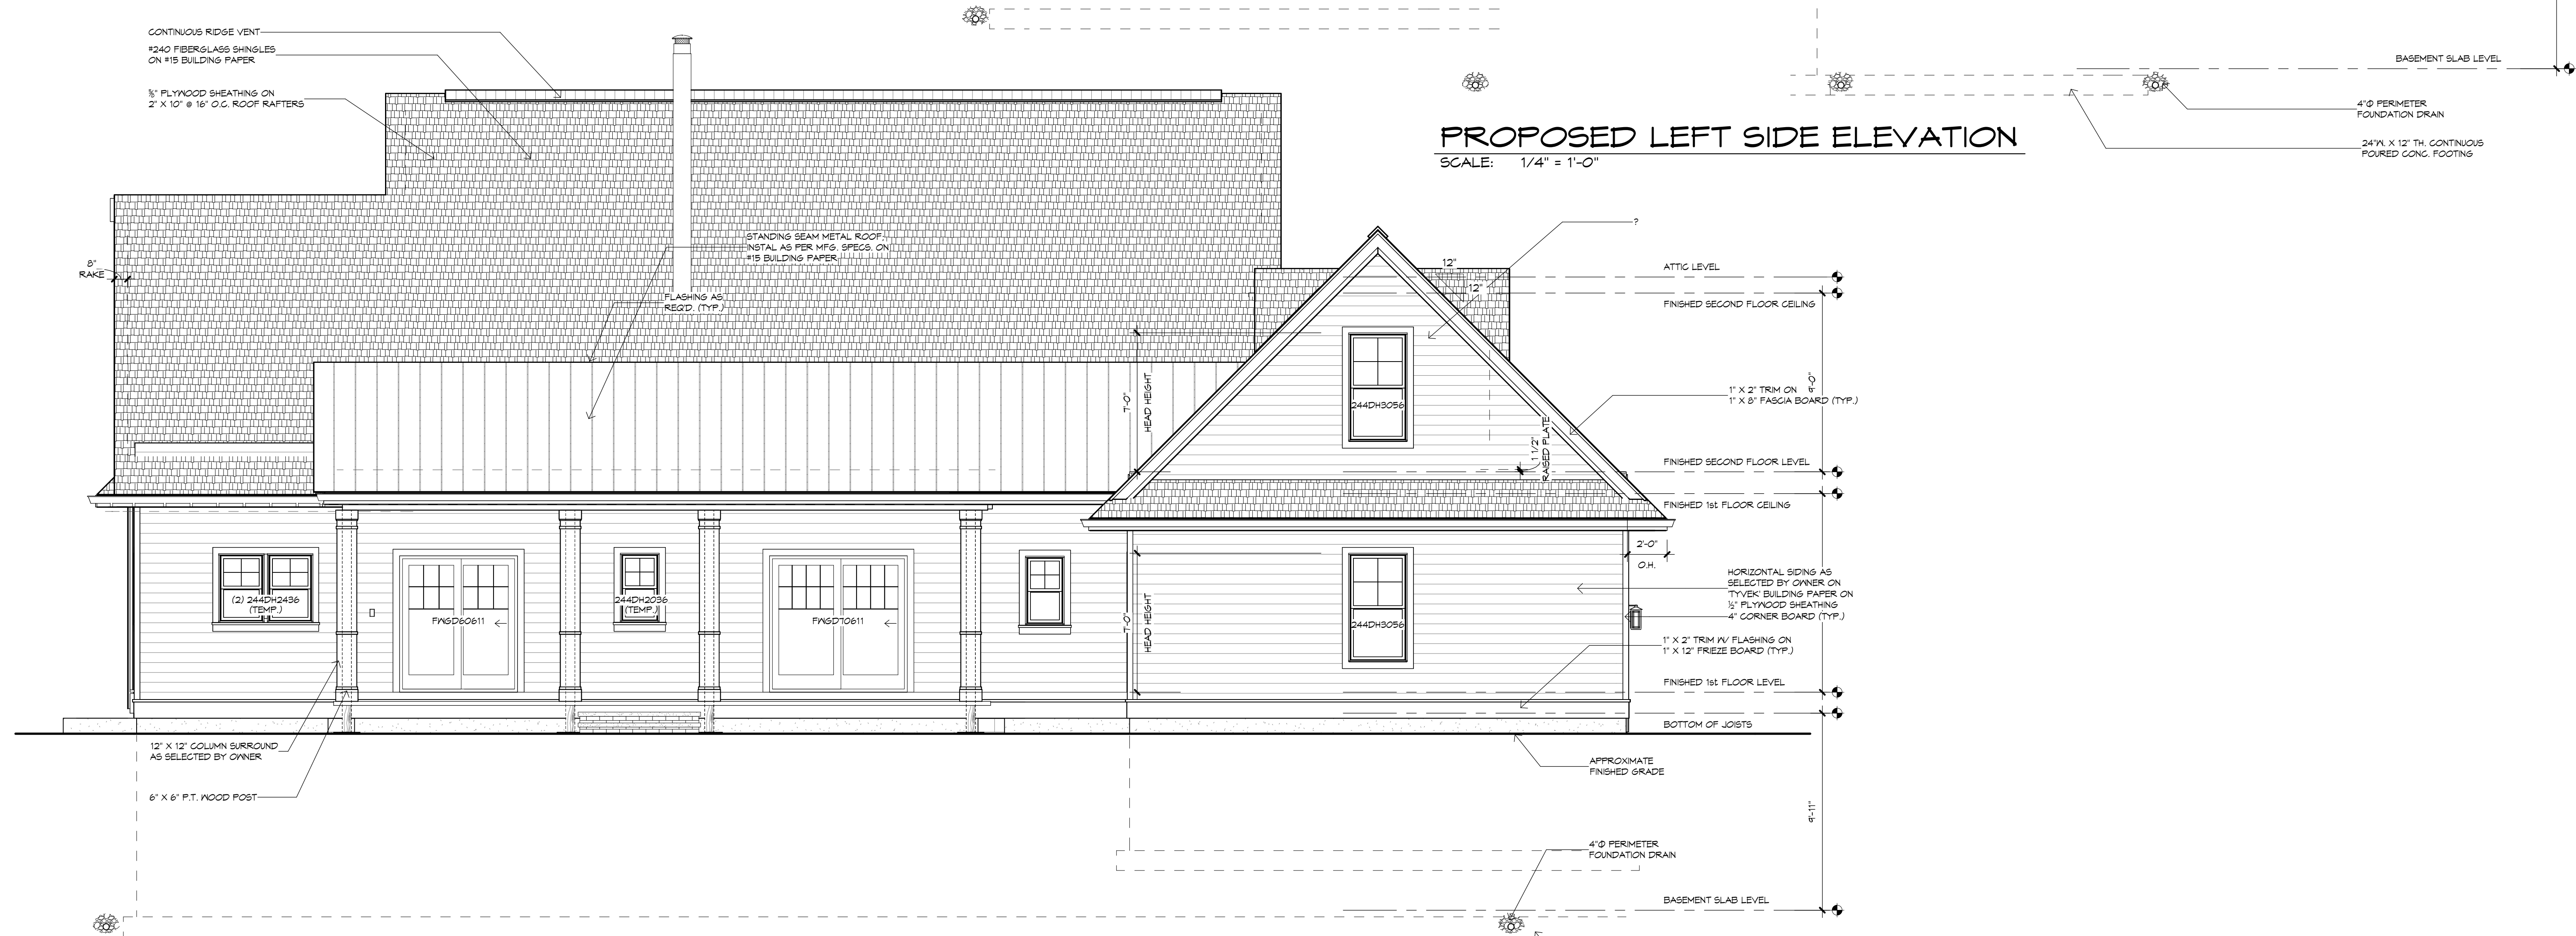 CONTINUOUS RIDGE VENT
#240 FIBERGLASS SHINGLES
ON #15 BUILDING PAPER
2" X 10" @ 16" O.C. ROOF RAFTERS
BASEMENT SLAB LEVEL
4"Φ PERIMETER
FOUNDATION DRAIN
24"W. X 12" TH. CONTINUOUS
POURED CONC. FOOTING
PROPOSED LEFT SIDE ELEVATION
SCALE: 1/4" = 1'-0"
?
STANDING SEAM METAL ROOF;
INSTAL AS PER MFG. SPECS. ON
#15 BUILDING PAPER
8"
RAKE
FLASHING AS
REQ'D. (TYP.)
12"
12"
ATTIC LEVEL
FINISHED SECOND FLOOR CEILING
7'-0"
HEAD HEIGHT
244DH3056
1 1/2"
RAISED PLATE
1" X 2" TRIM ON
1" X 8" FASCIA BOARD (TYP.)
9'-0"
FINISHED SECOND FLOOR LEVEL
FINISHED 1st FLOOR CEILING
2'-0"
O.H.
(2) 244DH2436
(TEMP.)
FWGD60611
244DH2036
(TEMP.)
FWGD70611
7'-0"
HEAD HEIGHT
244DH3056
HORIZONTAL SIDING AS
SELECTED BY OWNER ON
'TYVEK' BUILDING PAPER ON
½" PLYWOOD SHEATHING
4" CORNER BOARD (TYP.)
1" X 2" TRIM W/ FLASHING ON
1" X 12" FRIEZE BOARD (TYP.)
FINISHED 1st FLOOR LEVEL
BOTTOM OF JOISTS
12" X 12" COLUMN SURROUND
AS SELECTED BY OWNER
6" X 6" P.T. WOOD POST
APPROXIMATE
FINISHED GRADE
9'-11"
4"Φ PERIMETER
FOUNDATION DRAIN
BASEMENT SLAB LEVEL